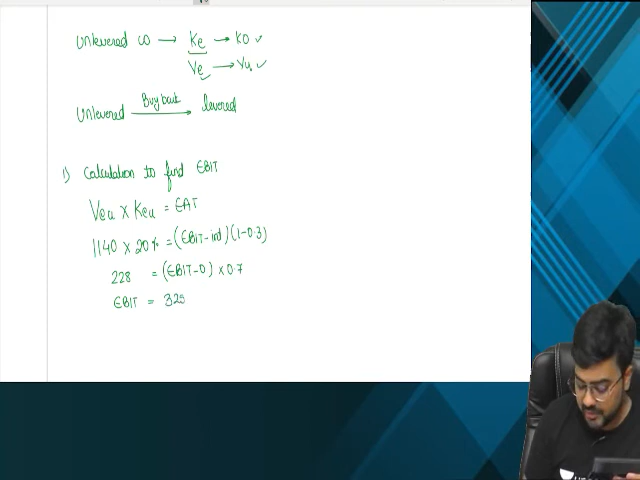 Unlevered co → Ke → KO ✓
Ve → Vu ✓
Unlevered Buy back → levered
1) Calculation to find EBIT
Veu X Keu = EAT
1140 X 20% = (EBIT-int) (1-0.3)
228 = (EBIT-0) X 0.7
EBIT = 325